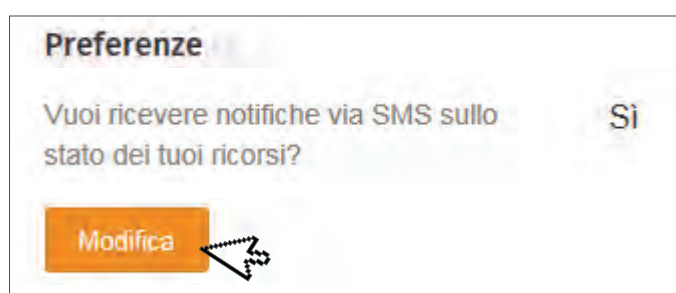 Preferenze
Vuoi ricevere notifiche via SMS sullo
Sì
stato dei tuoi ricorsi?
Modifica